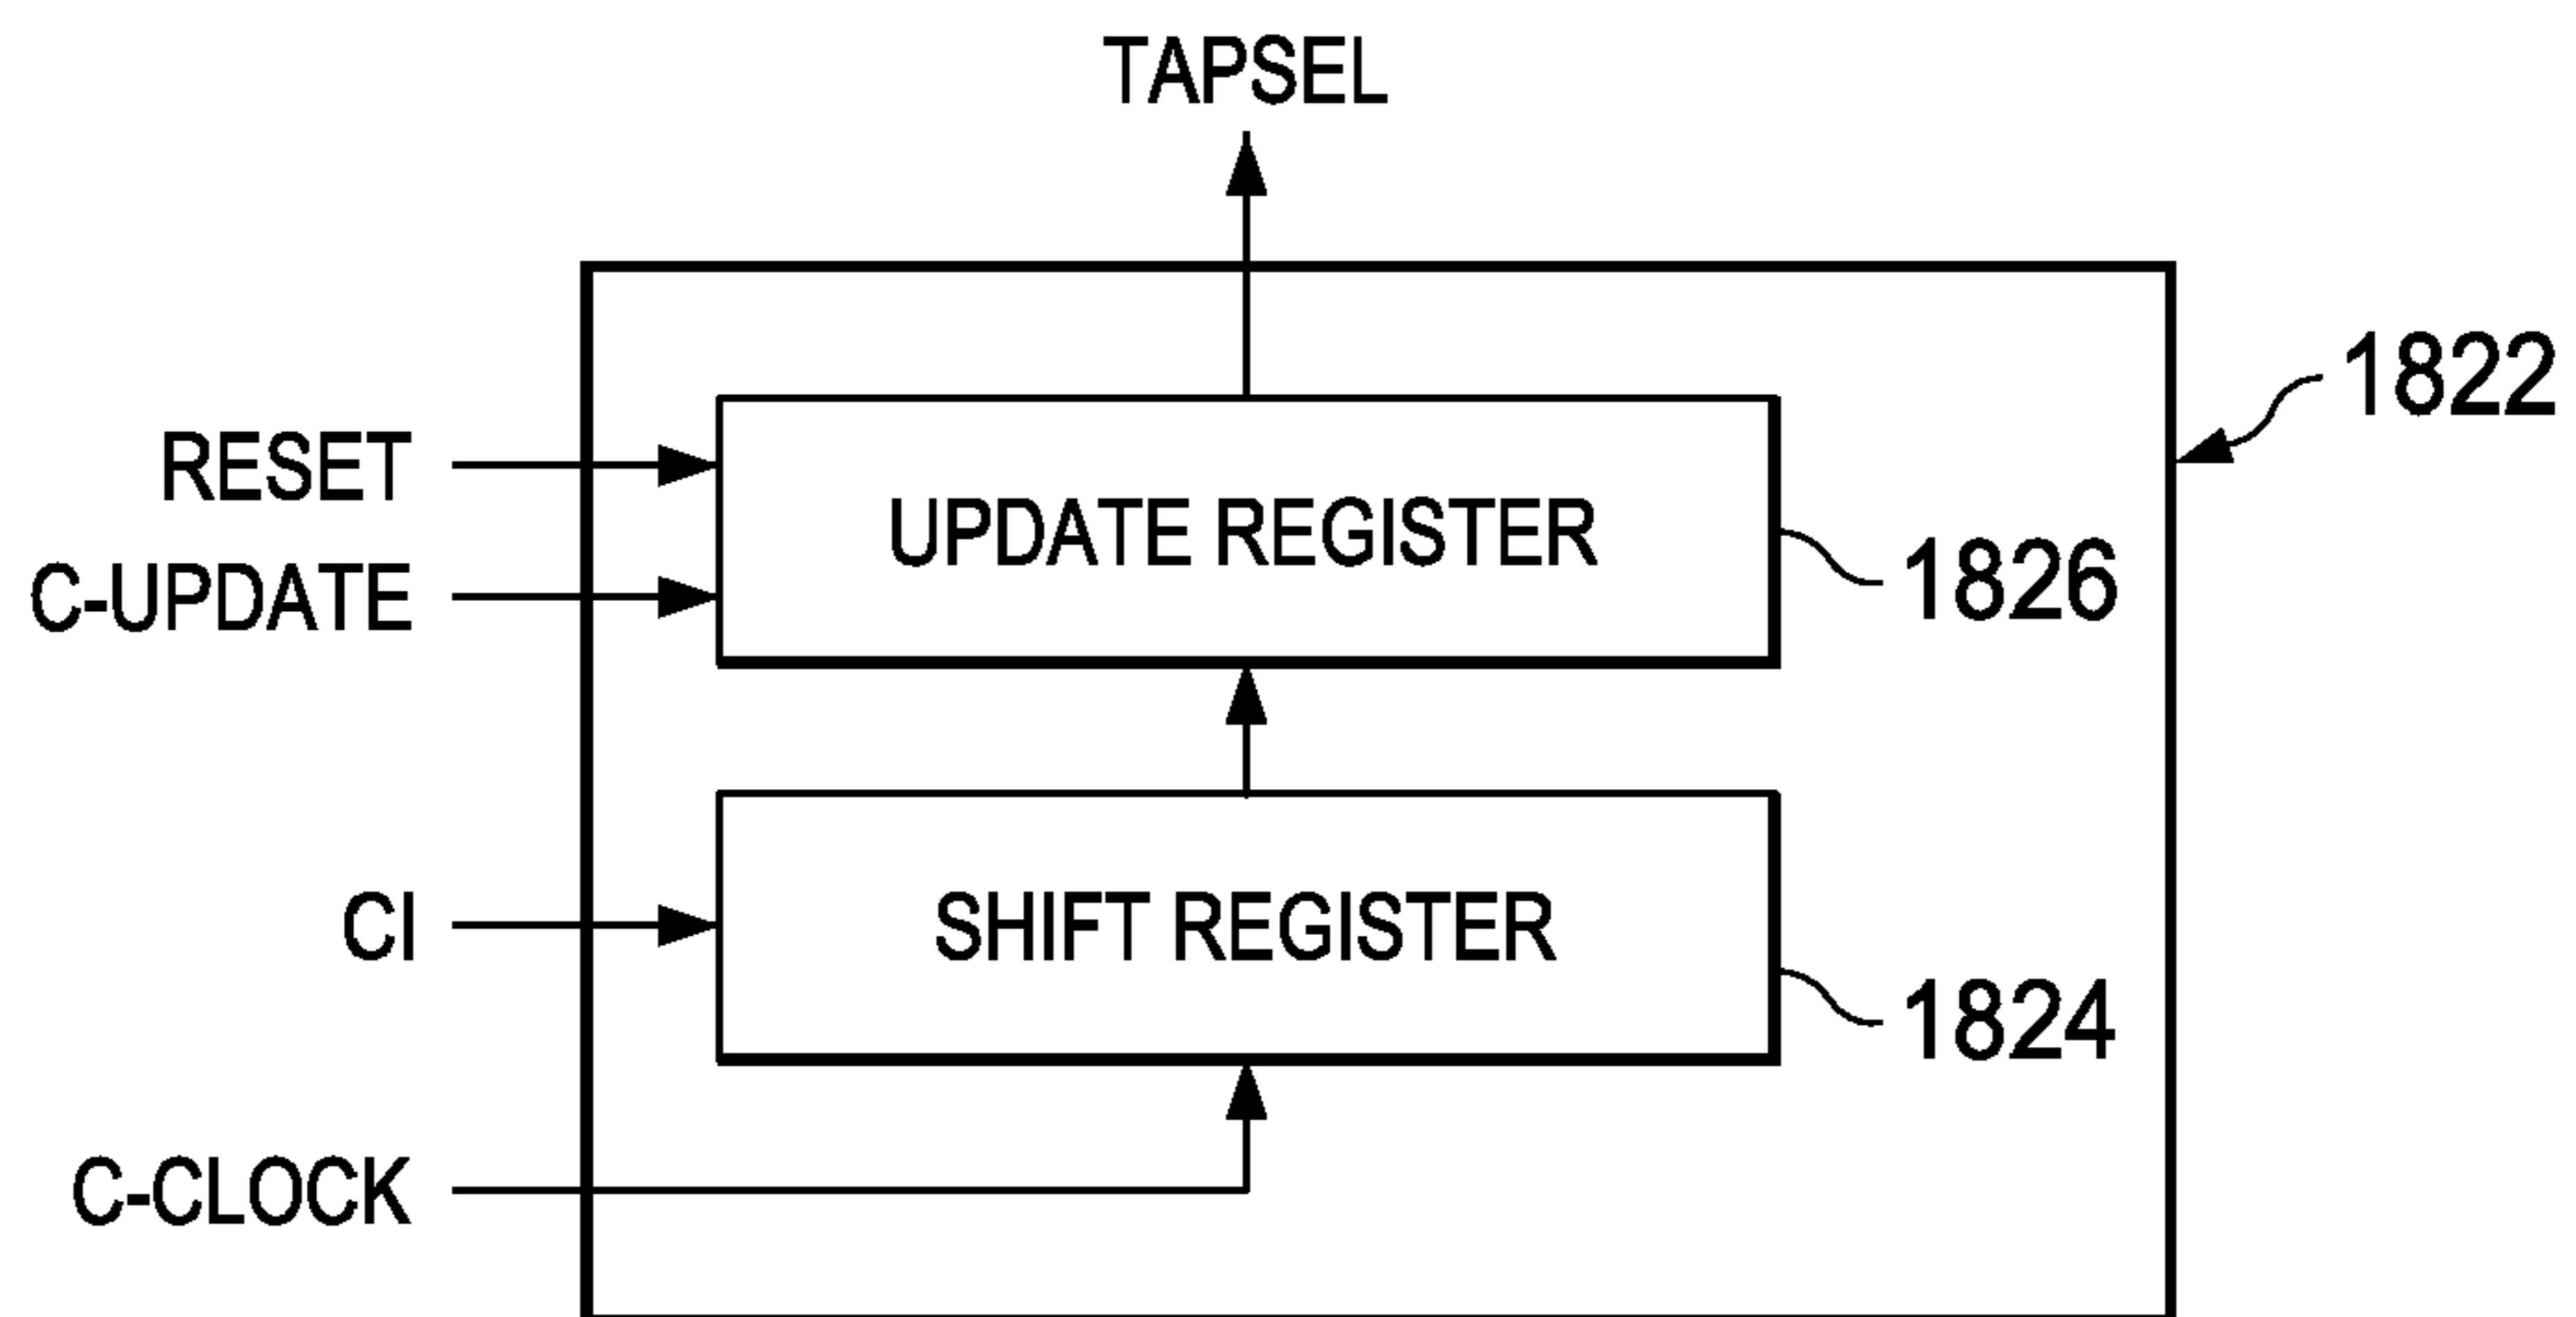 TAPSEL
1822
RESET
UPDATE REGISTER
C-UPDATE
1826
CI
SHIFT REGISTER
1824
C-CLOCK